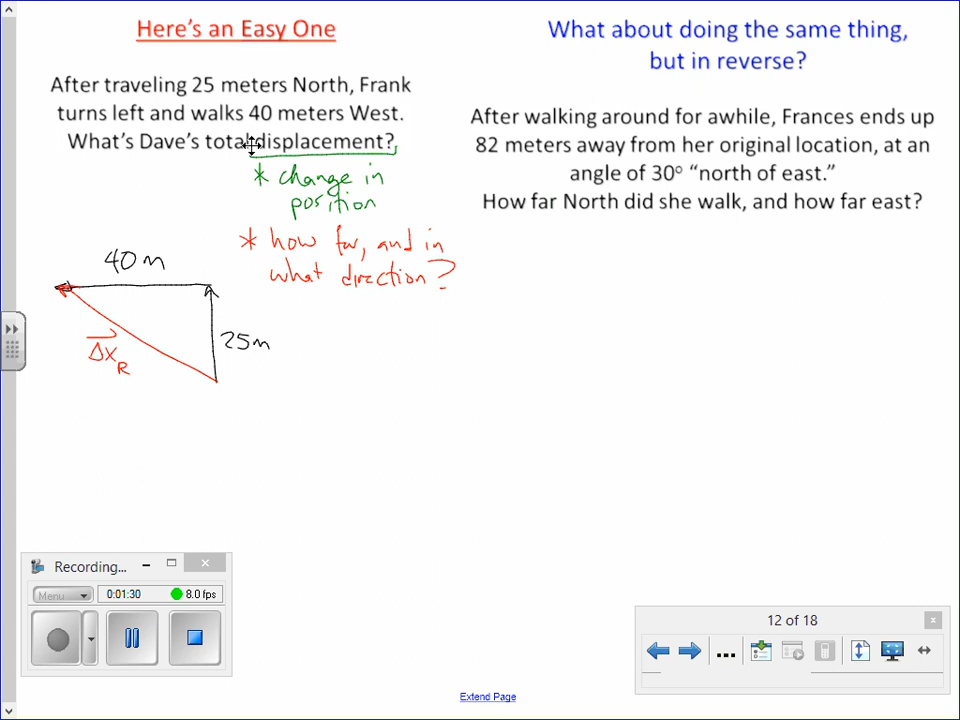 Here's an Easy One
After traveling 25 meters North, Frank
turns left and walks 40 meters West.
What's Dave's total displacement?
* change in
position
* how far, and in
what direction?
40 m
25m
Δx R
What about doing the same thing,
but in reverse?
After walking around for awhile, Frances ends up
82 meters away from her original location, at an
angle of 30° “north of east.”
How far North did she walk, and how far east?
Recording...
Menu
0:01:30
8.0 fps
12 of 18
Extend Page